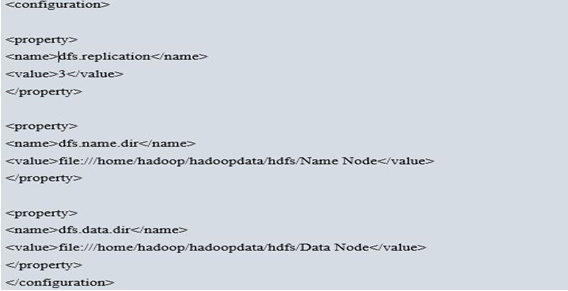 <configuration>
<property>
<name>dfs.replication</name>
<value>3</value>
</property>
<property>
<name>dfs.name.dir</name>
<value>file:///home/hadoop/hadoopdata/hdfs/Name Node</value>
</property>
<property>
<name>dfs.data.dir</name>
<value>file:///home/hadoop/hadoopdata/hdfs/Data Node</value>
</property>
</configuration>